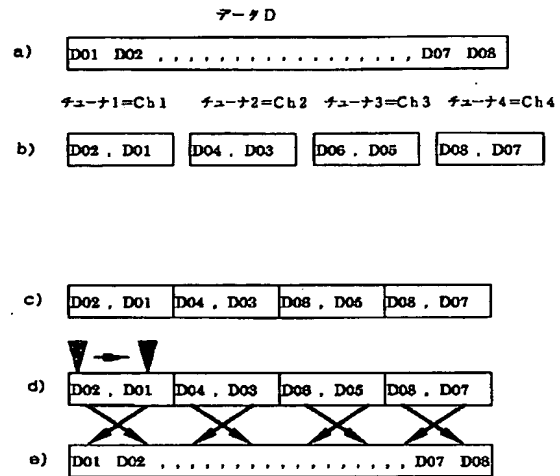 データD
a) D01 D02 , , , , , , , , , , , , , , , , , D07 D08
チューナ1=Ch1 チューナ2=Ch2 チューナ3=Ch3 チューナ4=Ch4
b) D02 , D01 D04 , D03 D06 , D05 D08 , D07
c) D02 , D01 D04 , D03 D06 , D05 D08 , D07
d) D02 , D01 D04 , D03 D06 , D05 D08 , D07
e) D01 D02 , , , , , , , , , , , , , , , , , D07 D08